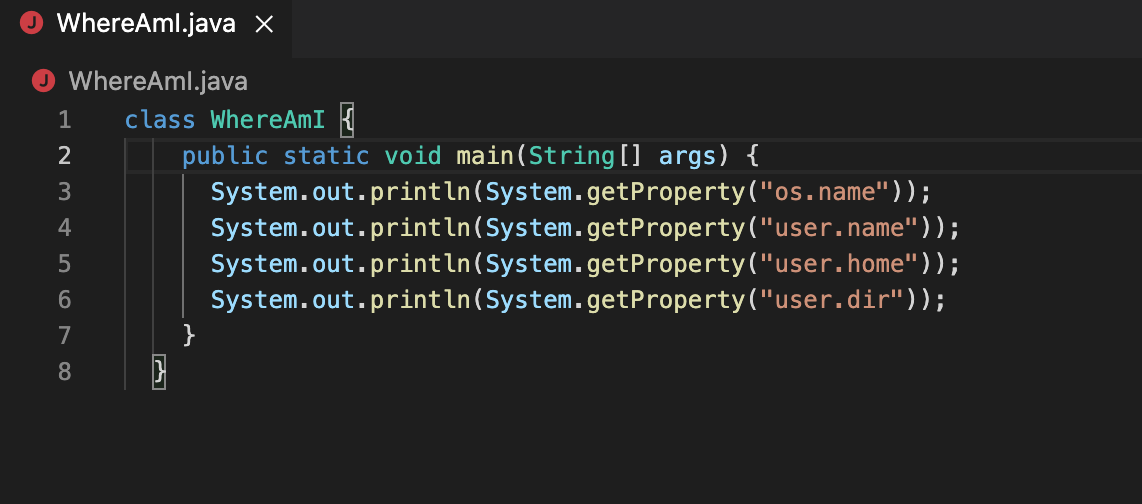 J WhereAmI.java ×
J WhereAmI.java
1 class WhereAmI {
2 public static void main(String[] args) {
3 System.out.println(System.getProperty("os.name"));
4 System.out.println(System.getProperty("user.name"));
5 System.out.println(System.getProperty("user.home"));
6 System.out.println(System.getProperty("user.dir"));
7 }
8 }